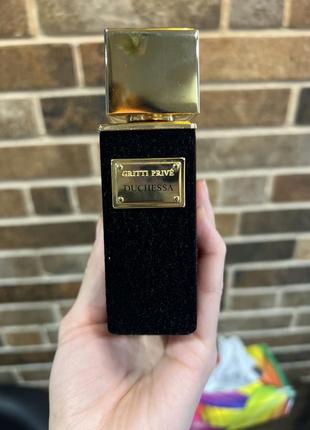 GRITTI PRIVÉ
DUCHESSA